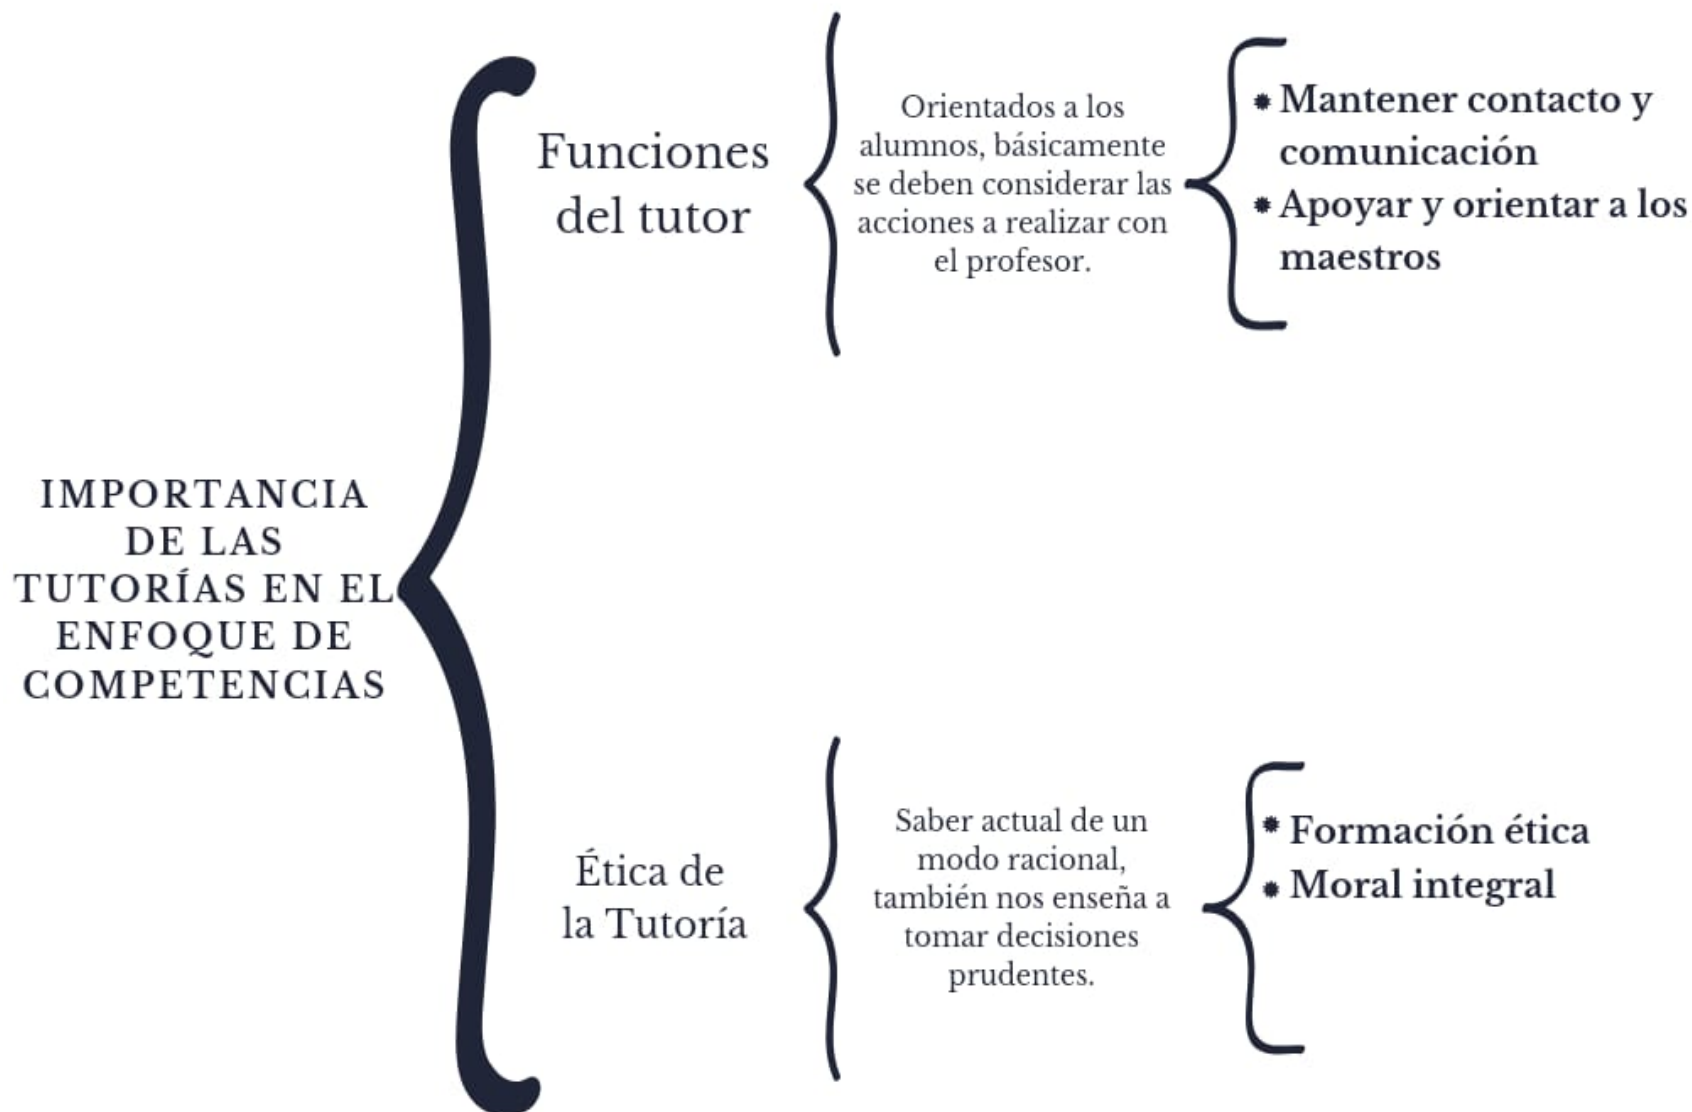 IMPORTANCIA
DE LAS
TUTORÍAS EN EL
ENFOQUE DE
COMPETENCIAS
Funciones
del tutor
Orientados a los
alumnos, básicamente
se deben considerar las
acciones a realizar con
el profesor.
Mantener contacto y
comunicación
Apoyar y orientar a los
maestros
Ética de
la Tutoría
Saber actual de un
modo racional,
también nos enseña a
tomar decisiones
prudentes.
Formación ética
Moral integral